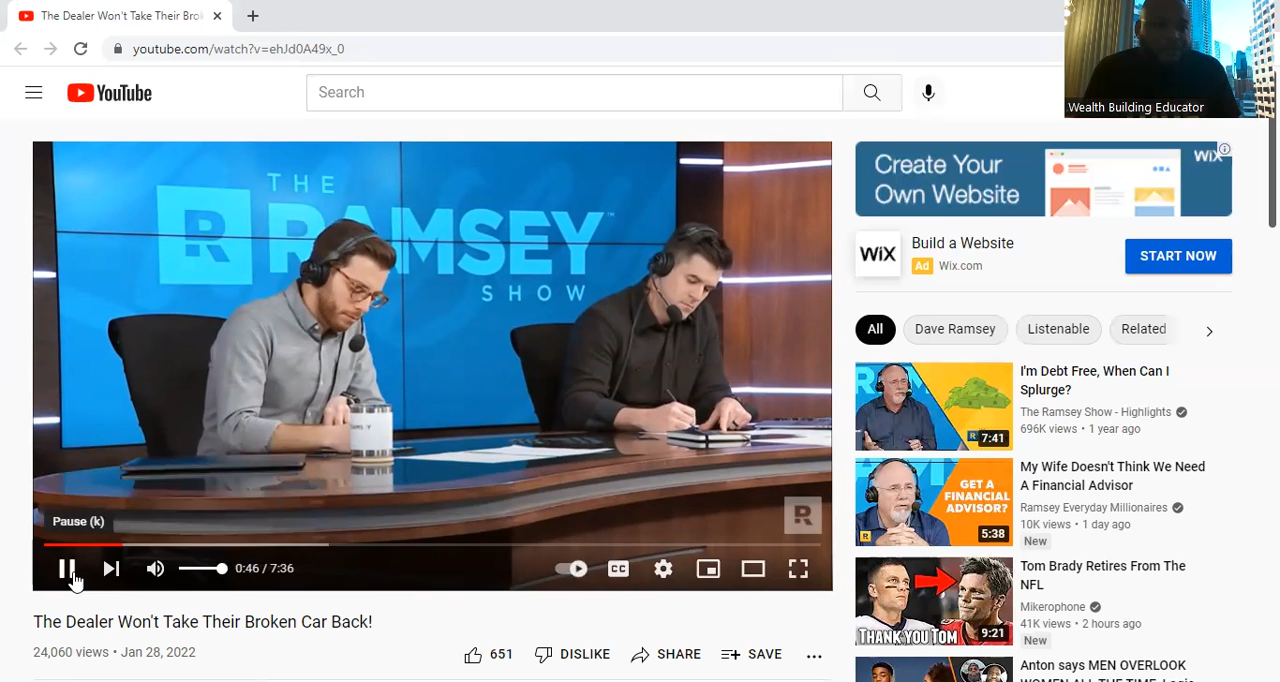 The Dealer Won't Take Their Brok
youtube.com/watch?v=ehJd0A49x_0
YouTube
Search
Wealth Building Educator
THE
RAMSEY
SHOW
R
R
Pause (k)
0:46 / 7:36
CC
The Dealer Won't Take Their Broken Car Back!
24,060 views • Jan 28, 2022
651
DISLIKE
SHARE
SAVE
Create Your
Own Website
WiX
WiX
Build a Website
Ad Wix.com
START NOW
All
Dave Ramsey
Listenable
Related
7:41
I'm Debt Free, When Can I
Splurge?
The Ramsey Show - Highlights
696K views • 1 year ago
GET A
FINANCIAL
ADVISOR?
5:38
My Wife Doesn't Think We Need
A Financial Advisor
Ramsey Everyday Millionaires
10K views • 1 day ago
New
THANK YOU TOM
9:21
Tom Brady Retires From The
NFL
Mikerophone
41K views • 2 hours ago
New
Anton says MEN OVERLOOK